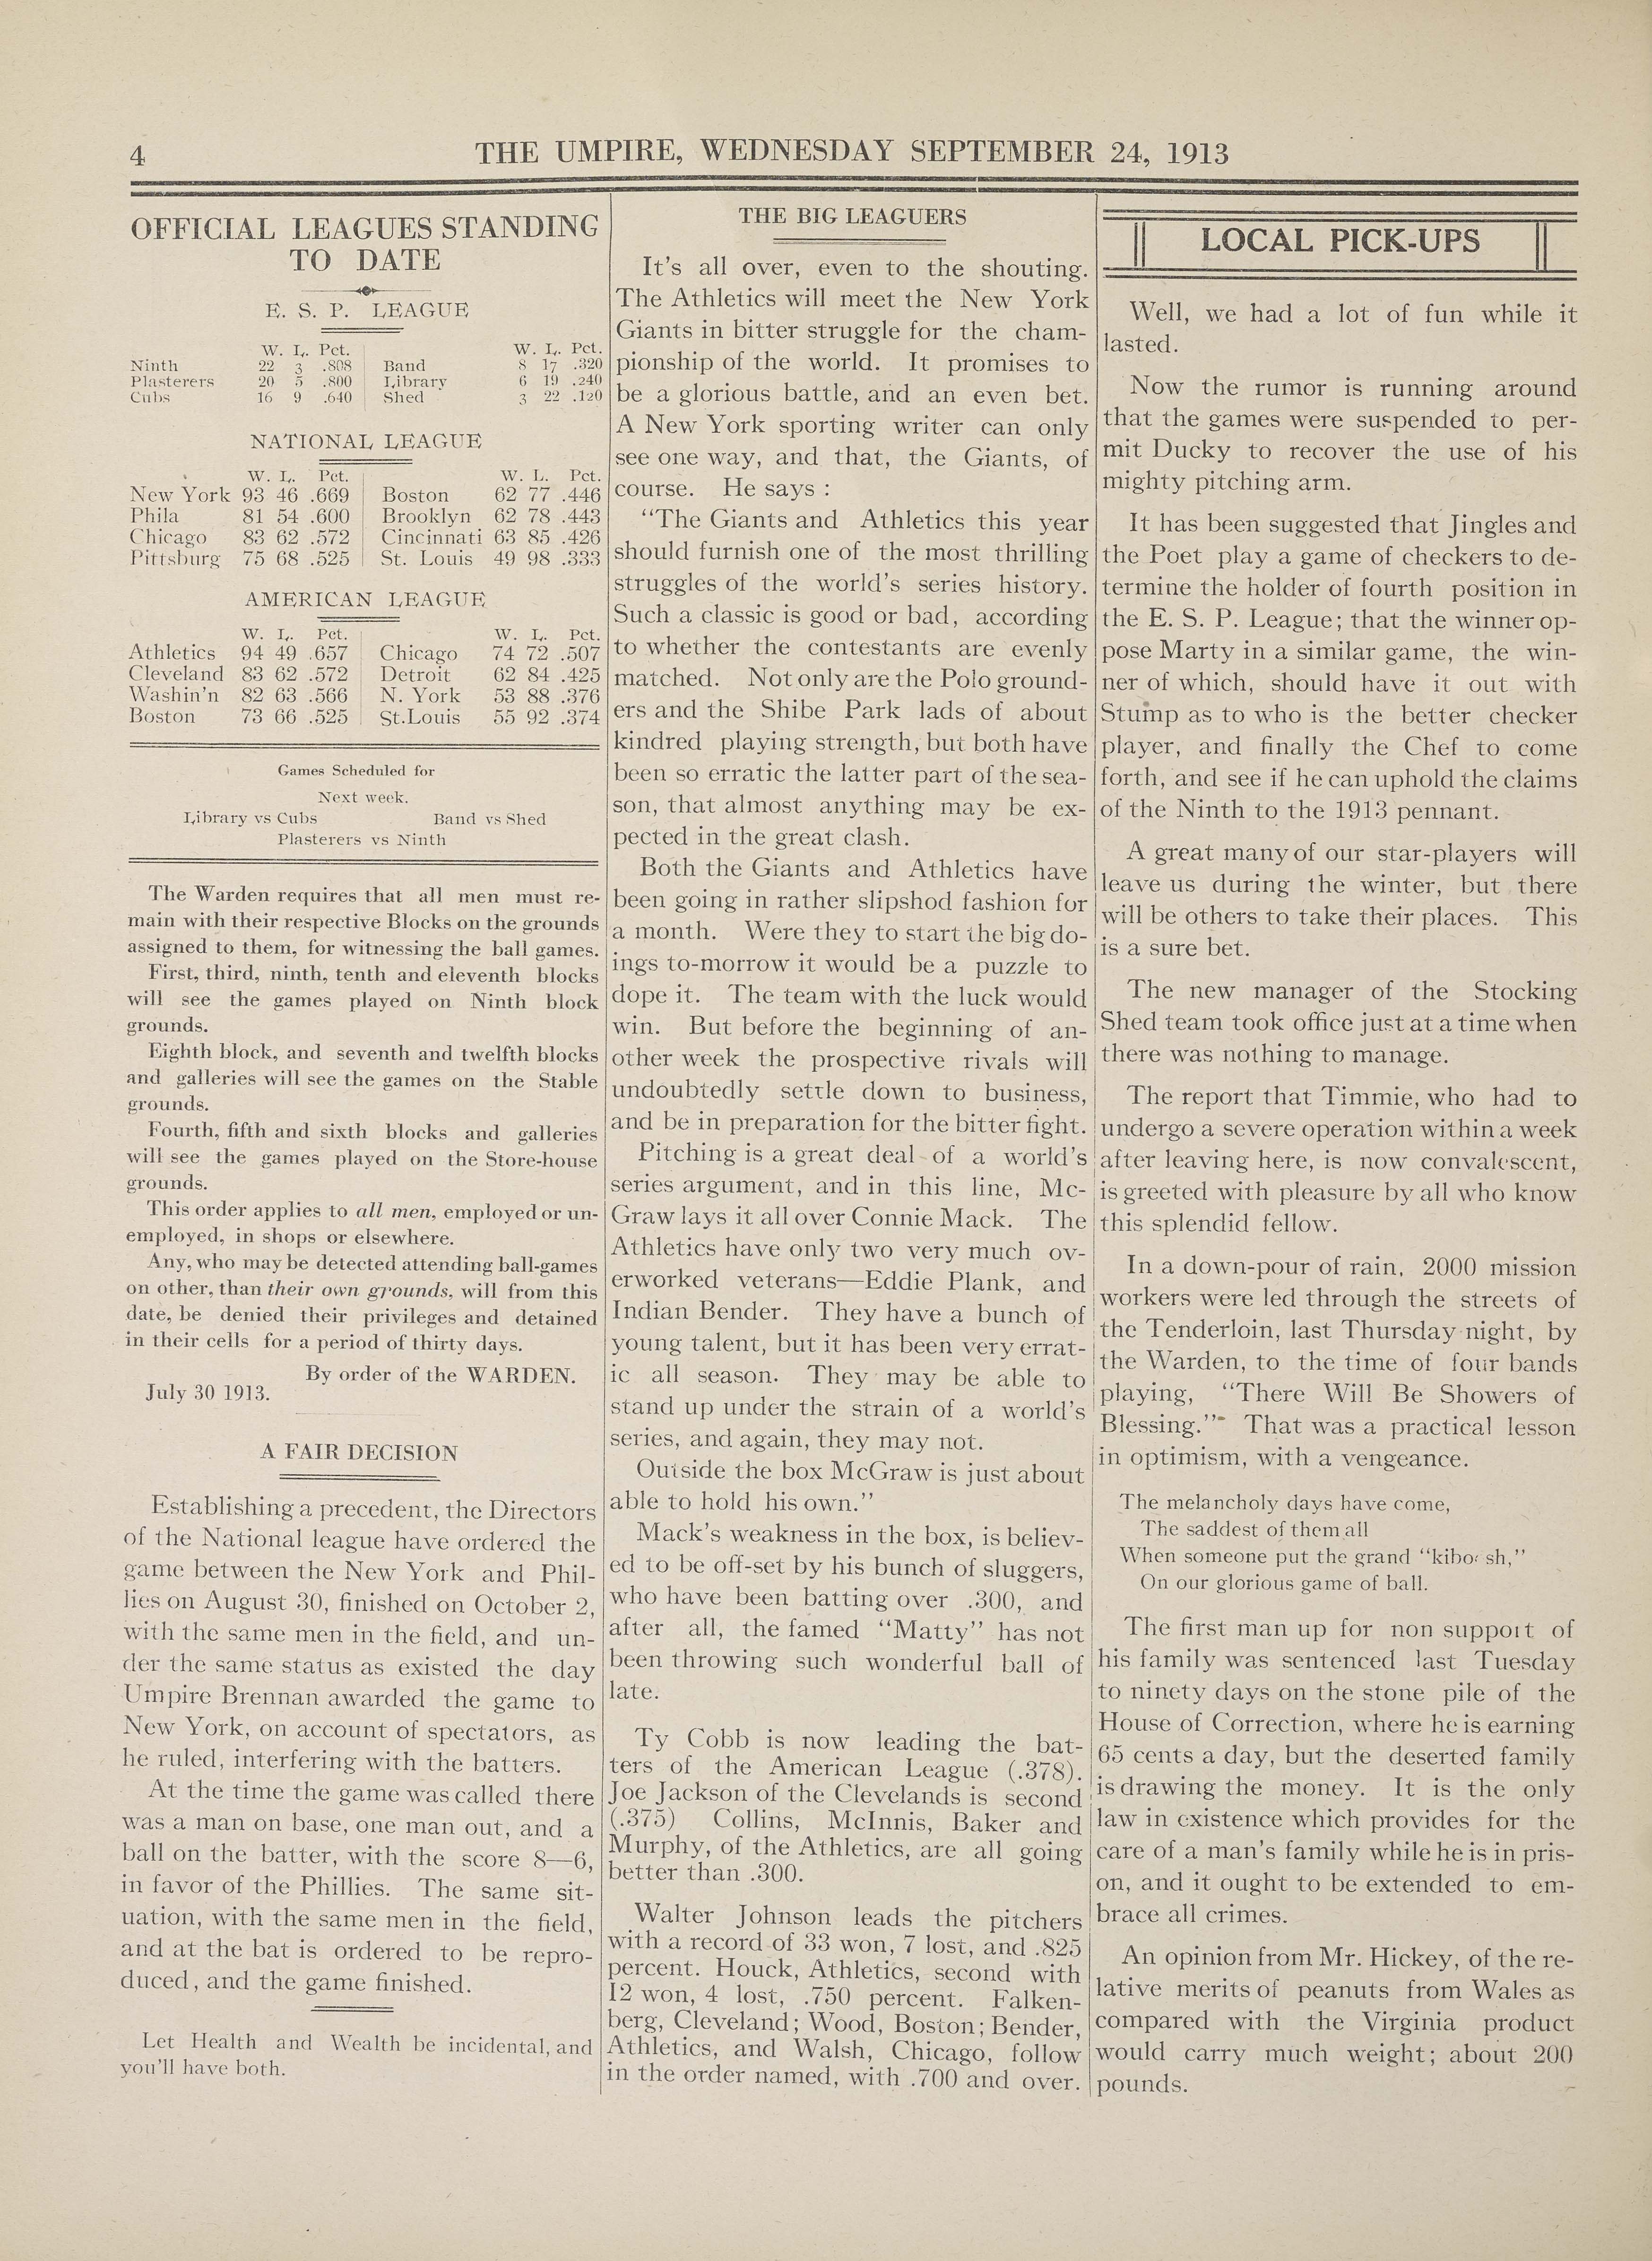 4
THE UMPIRE, WEDNESDAY SEPTEMBER 24, 1913
OFFICIAL LEAGUES STANDING
TO DATE
E. S. P. LEAGUE
W. L. Pct. W. L. Pct.
Ninth 22 3 .808 Band 8 17 .320
Plasterers 20 5 .800 Library 6 19 .240
Cubs 16 9 .640 Shed 3 22 .120
NATIONAL LEAGUE
W. L. Pct. W. L. Pct.
New York 93 46 .669 Boston 62 77 .446
Phila 81 54 .600 Brooklyn 62 78 .443
Chicago 83 62 .572 Cincinnati 63 85 .426
Pittsburg 75 68 .525 St. Louis 49 98 .333
AMERICAN LEAGUE
W. L. Pct. W. L. Pct.
Athletics 94 49 .657 Chicago 74 72 .507
Cleveland 83 62 .572 Detroit 62 84 .425
Washin'n 82 63 .566 N. York 53 88 .376
Boston 73 66 .525 St.Louis 55 92 .374
Games Scheduled for
Next week.
Library vs Cubs Band vs Shed
Plasterers vs Ninth
The Warden requires that all men must re-
main with their respective Blocks on the grounds
assigned to them, for witnessing the ball games.
First, third, ninth, tenth and eleventh blocks
will see the games played on Ninth block
grounds.
Eighth block, and seventh and twelfth blocks
and galleries will see the games on the Stable
grounds.
Fourth, fifth and sixth blocks and galleries
will see the games played on the Store-house
grounds.
This order applies to all men, employed or un-
employed, in shops or elsewhere.
Any, who may be detected attending ball-games
on other, than their own grounds, will from this
date, be denied their privileges and detained
in their cells for a period of thirty days.
By order of the WARDEN.
July 30 1913.
A FAIR DECISION
Establishing a precedent, the Directors
of the National league have ordered the
game between the New York and Phil-
lies on August 30, finished on October 2,
with the same men in the field, and un-
der the same status as existed the day
Umpire Brennan awarded the game to
New York, on account of spectators, as
he ruled, interfering with the batters.
At the time the game was called there
was a man on base, one man out, and a
ball on the batter, with the score 8—6,
in favor of the Phillies. The same sit-
uation, with the same men in the field,
and at the bat is ordered to be repro-
duced, and the game finished.
Let Health and Wealth be incidental, and
you'll have both.
THE BIG LEAGUERS
It's all over, even to the shouting.
The Athletics will meet the New York
Giants in bitter struggle for the cham-
pionship of the world. It promises to
be a glorious battle, and an even bet.
A New York sporting writer can only
see one way, and that, the Giants, of
course. He says :
"The Giants and Athletics this year
should furnish one of the most thrilling
struggles of the world's series history.
Such a classic is good or bad, according
to whether the contestants are evenly
matched. Not only are the Polo ground-
ers and the Shibe Park lads of about
kindred playing strength, but both have
been so erratic the latter part of the sea-
son, that almost anything may be ex-
pected in the great clash.
Both the Giants and Athletics have
been going in rather slipshod fashion for
a month. Were they to start the big do-
ings to-morrow it would be a puzzle to
dope it. The team with the luck would
win. But before the beginning of an-
other week the prospective rivals will
undoubtedly settle down to business,
and be in preparation for the bitter fight.
Pitching is a great deal of a world's
series argument, and in this line, Mc-
Graw lays it all over Connie Mack. The
Athletics have only two very much ov-
erworked veterans—Eddie Plank, and
Indian Bender. They have a bunch of
young talent, but it has been very errat-
ic all season. They may be able to
stand up under the strain of a world's
series, and again, they may not.
Outside the box McGraw is just about
able to hold his own."
Mack's weakness in the box, is believ-
ed to be off-set by his bunch of sluggers,
who have been batting over .300, and
after all, the famed "Matty" has not
been throwing such wonderful ball of
late.
Ty Cobb is now leading the bat-
ters of the American League (.378).
Joe Jackson of the Clevelands is second
(.375) Collins, McInnis, Baker and
Murphy, of the Athletics, are all going
better than .300.
Walter Johnson leads the pitchers
with a record of 33 won, 7 lost, and .825
percent. Houck, Athletics, second with
12 won, 4 lost, .750 percent. Falken-
berg, Cleveland; Wood, Boston; Bender,
Athletics, and Walsh, Chicago, follow
in the order named, with .700 and over.
LOCAL PICK-UPS
Well, we had a lot of fun while it
lasted.
Now the rumor is running around
that the games were suspended to per-
mit Ducky to recover the use of his
mighty pitching arm.
It has been suggested that Jingles and
the Poet play a game of checkers to de-
termine the holder of fourth position in
the E. S. P. League; that the winner op-
pose Marty in a similar game, the win-
ner of which, should have it out with
Stump as to who is the better checker
player, and finally the Chef to come
forth, and see if he can uphold the claims
of the Ninth to the 1913 pennant.
A great many of our star-players will
leave us during the winter, but there
will be others to take their places. This
is a sure bet.
The new manager of the Stocking
Shed team took office just at a time when
there was nothing to manage.
The report that Timmie, who had to
undergo a severe operation within a week
after leaving here, is now convalescent,
is greeted with pleasure by all who know
this splendid fellow.
In a down-pour of rain, 2000 mission
workers were led through the streets of
the Tenderloin, last Thursday night, by
the Warden, to the time of four bands
playing, "There Will Be Showers of
Blessing." That was a practical lesson
in optimism, with a vengeance.
The melancholy days have come,
The saddest of them all
When someone put the grand "kibosh,"
On our glorious game of ball.
The first man up for non support of
his family was sentenced last Tuesday
to ninety days on the stone pile of the
House of Correction, where he is earning
65 cents a day, but the deserted family
is drawing the money. It is the only
law in existence which provides for the
care of a man's family while he is in pris-
on, and it ought to be extended to em-
brace all crimes.
An opinion from Mr. Hickey, of the re-
lative merits of peanuts from Wales as
compared with the Virginia product
would carry much weight; about 200
pounds.